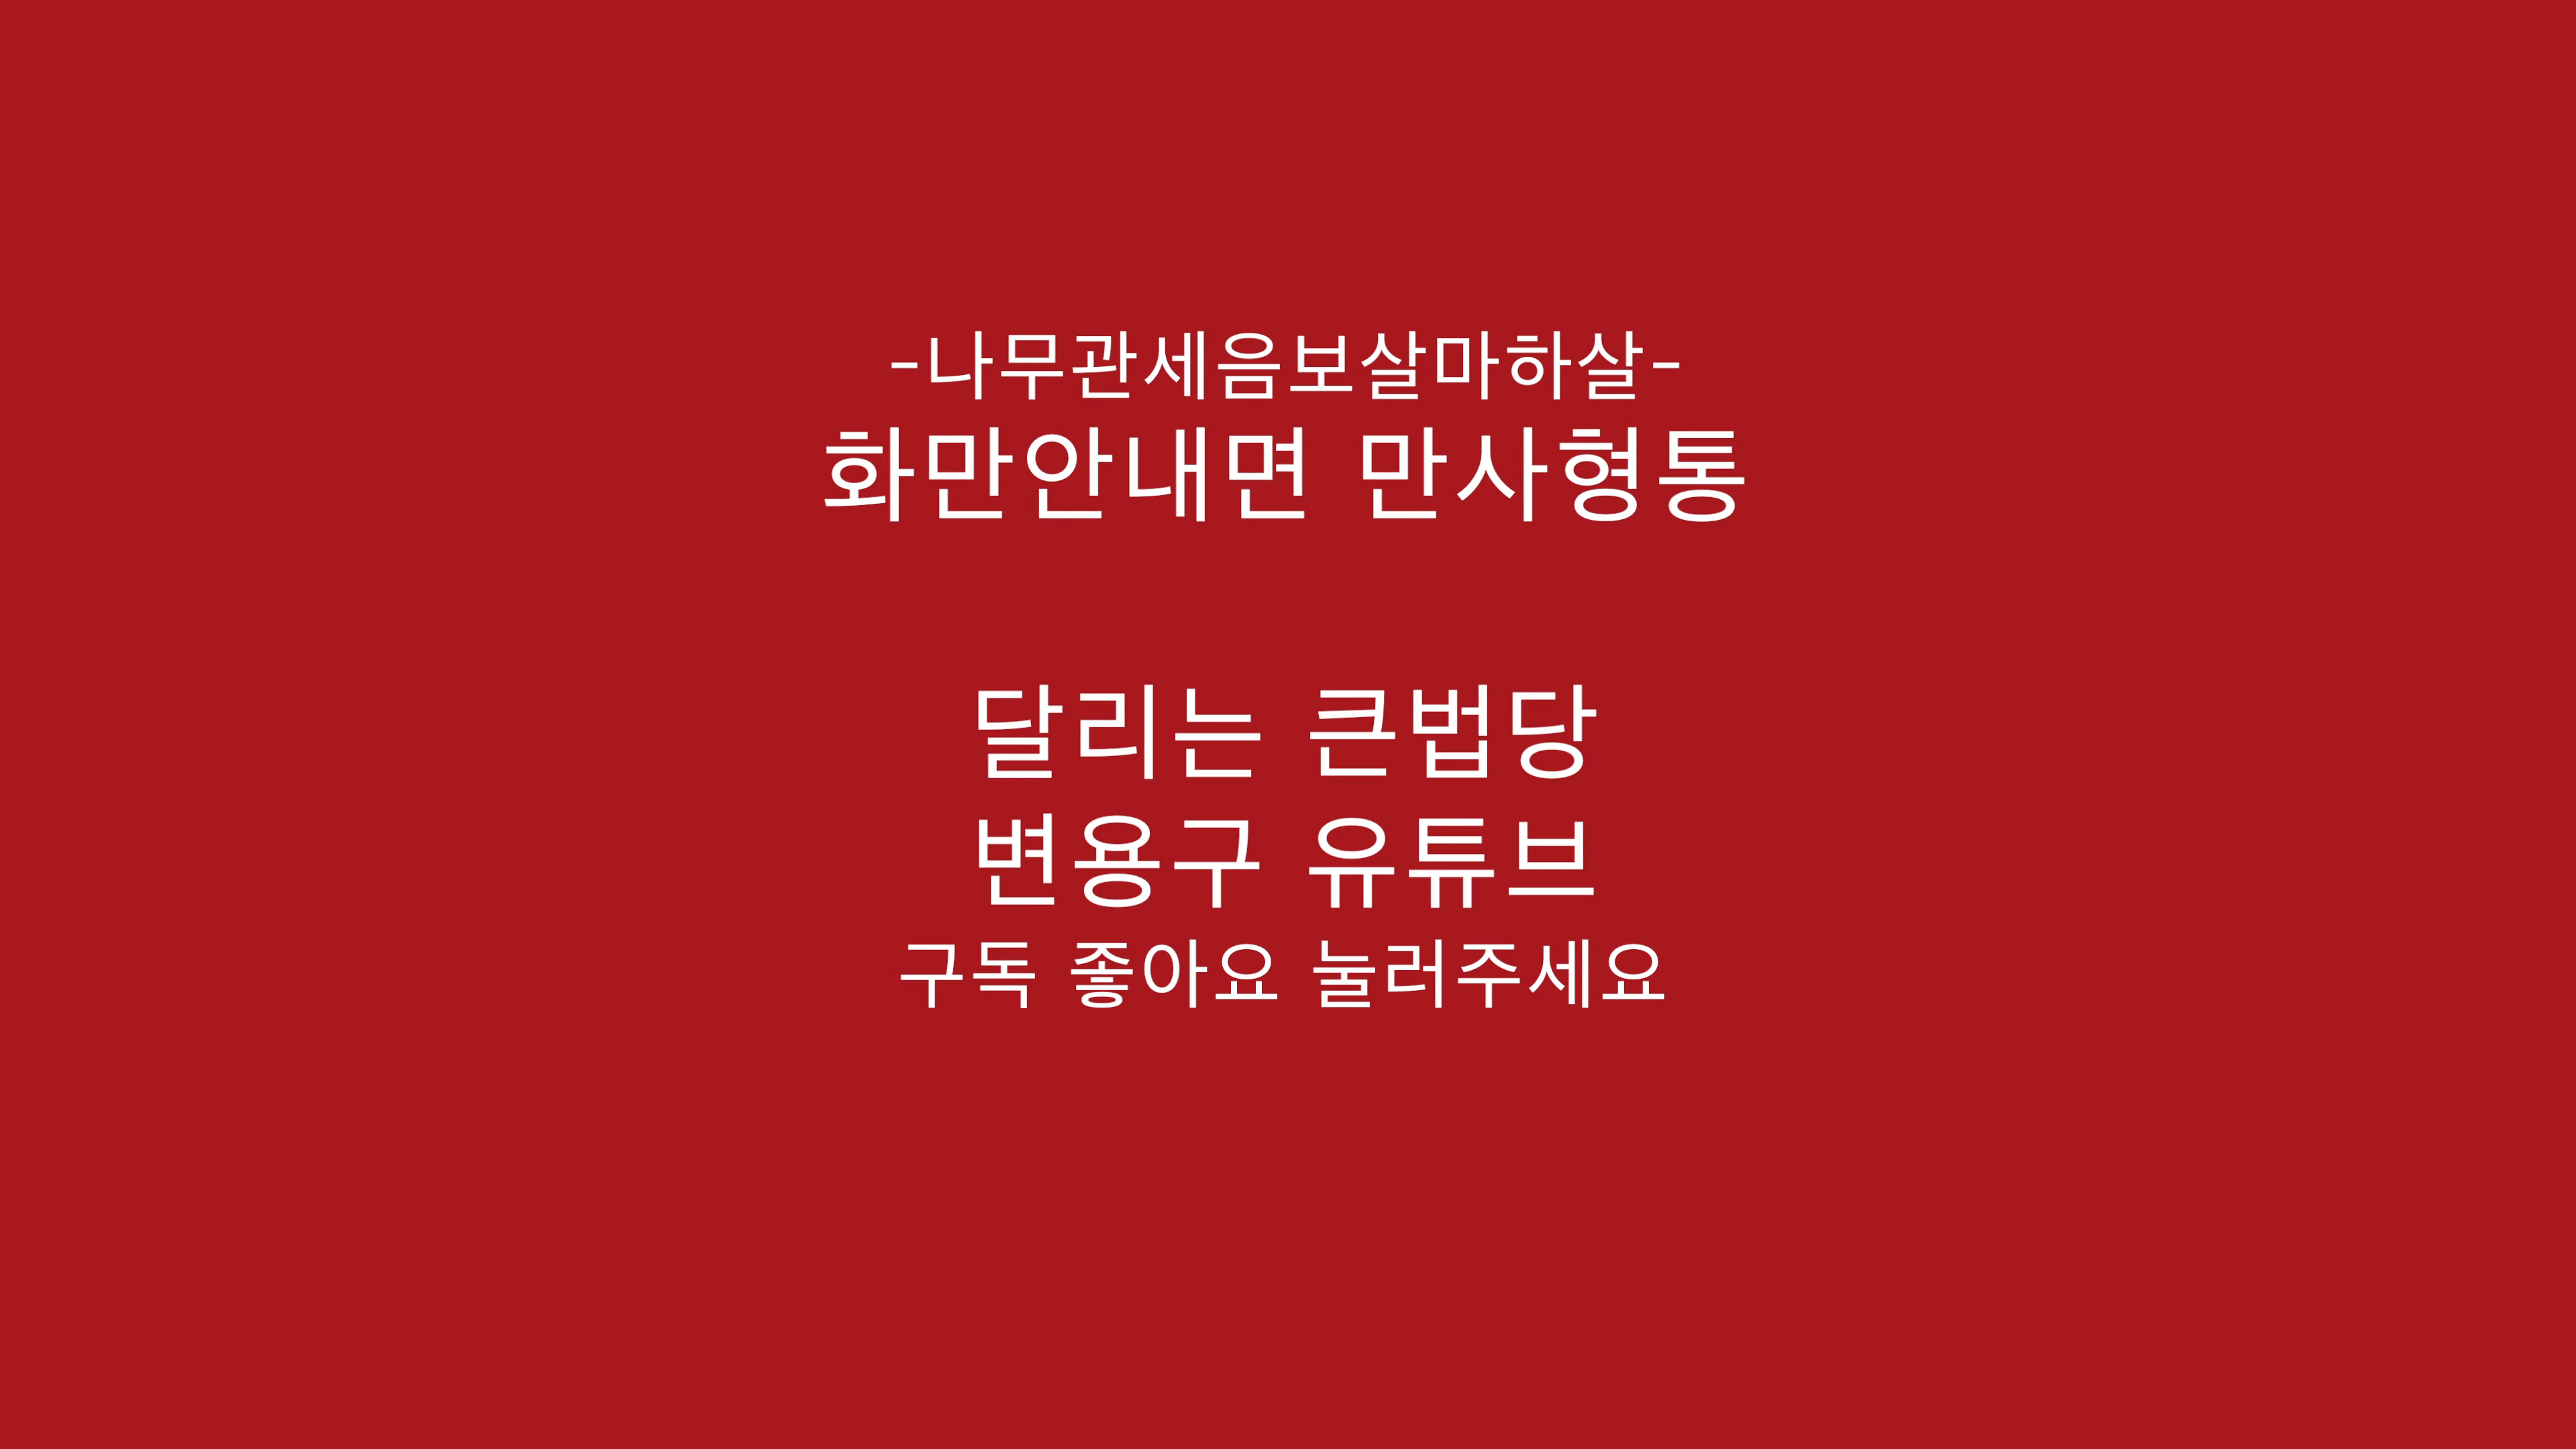 -나무관세음보살마하살-
화만안내면 만사형통
달리는 큰법당
변용구 유튜브
구독 좋아요 눌러주세요